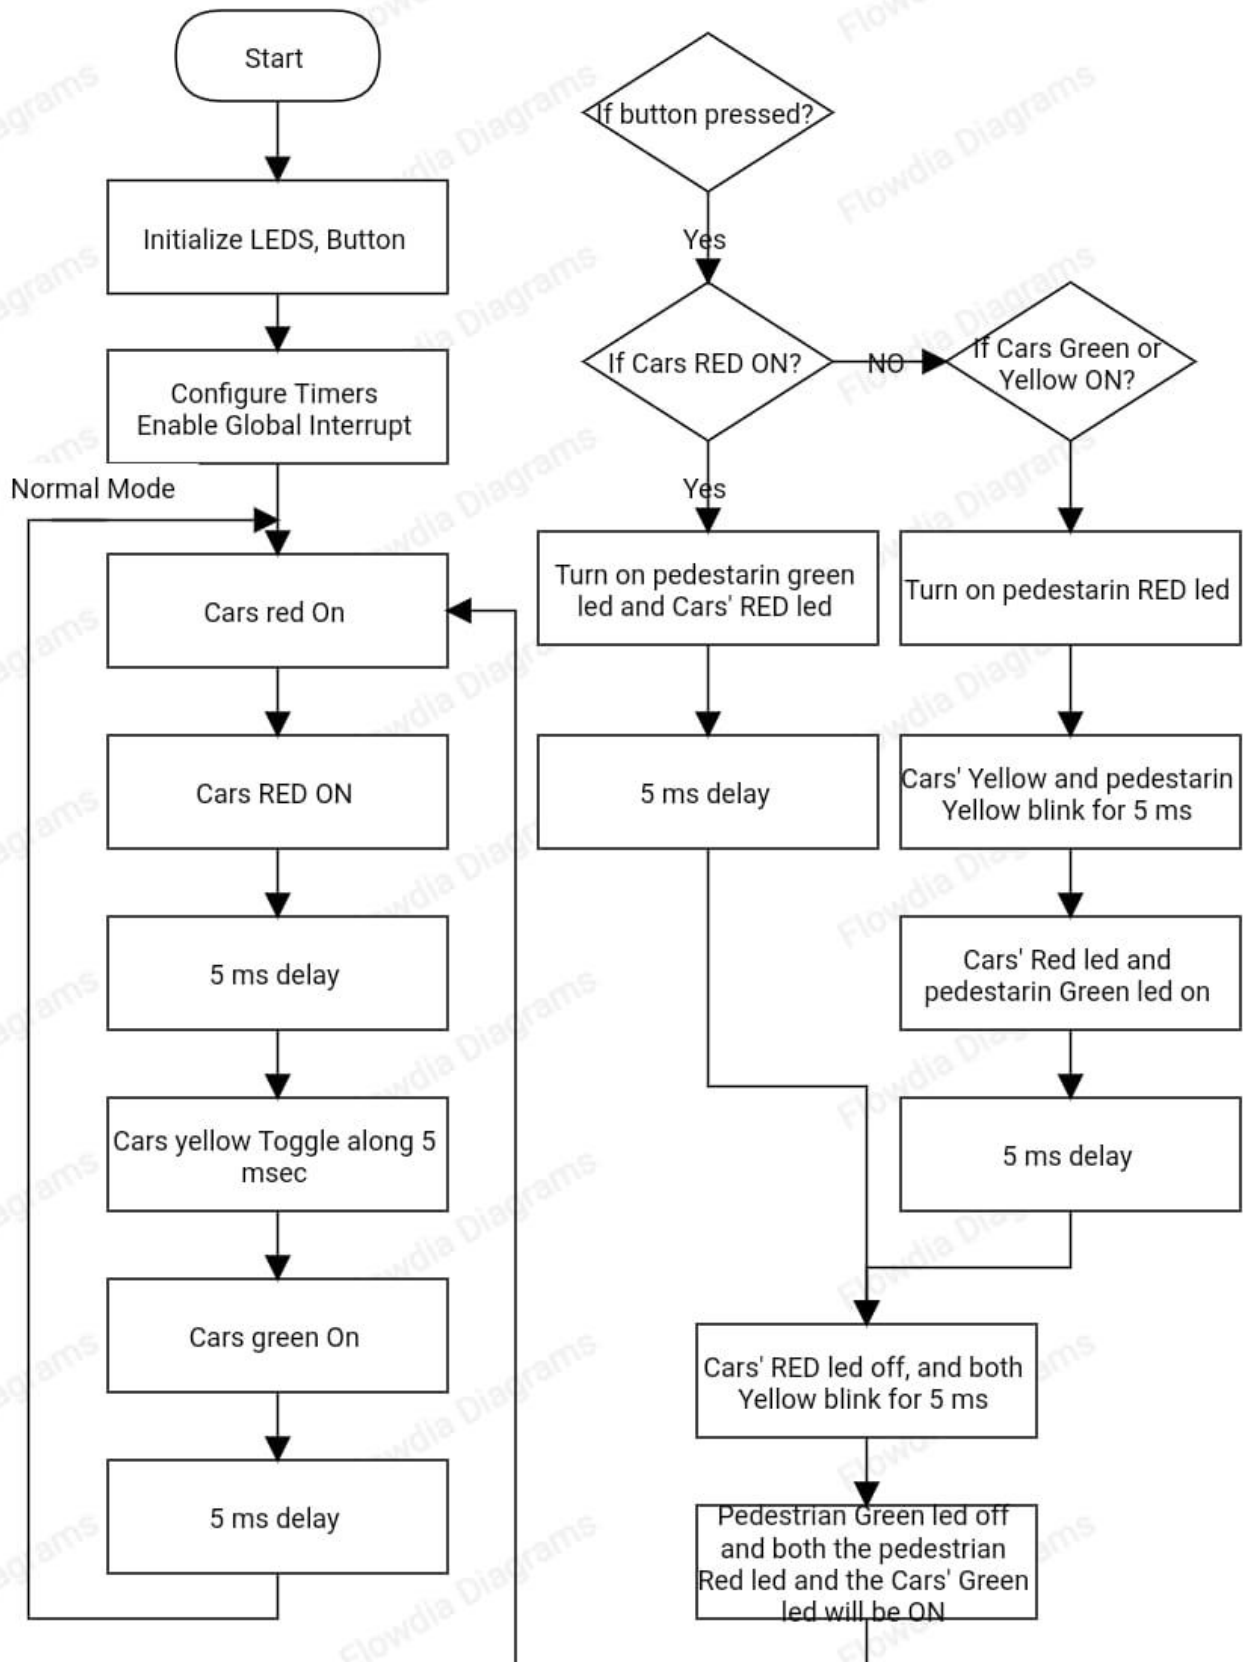 Start
Initialize LEDS, Button
Configure Timers
Enable Global Interrupt
Normal Mode
Cars red On
Cars RED ON
5 ms delay
Cars yellow Toggle along 5
msec
Cars green On
5 ms delay
If button pressed?
Yes
If Cars RED ON?
NO
If Cars Green or
Yellow ON?
Yes
Turn on pedestarin green
led and Cars' RED led
5 ms delay
Turn on pedestarin RED led
Cars' Yellow and pedestarin
Yellow blink for 5 ms
Cars' Red led and
pedestarin Green led on
5 ms delay
Cars' RED led off, and both
Yellow blink for 5 ms
Pedestrian Green led off
and both the pedestrian
Red led and the Cars' Green
led will be ON
Flowdia Diagrams